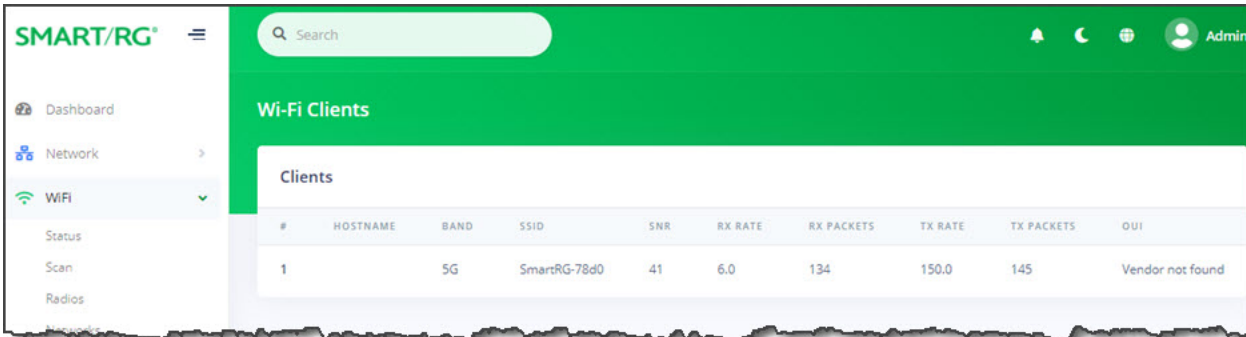 SMART/RG®
Search
Admin
Dashboard
Wi-Fi Clients
Network
Clients
WiFi
# HOSTNAME BAND SSID SNR RX RATE RX PACKETS TX RATE TX PACKETS OUI
Status
1 5G SmartRG-78d0 41 6.0 134 150.0 145 Vendor not found
Scan
Radios
Networks